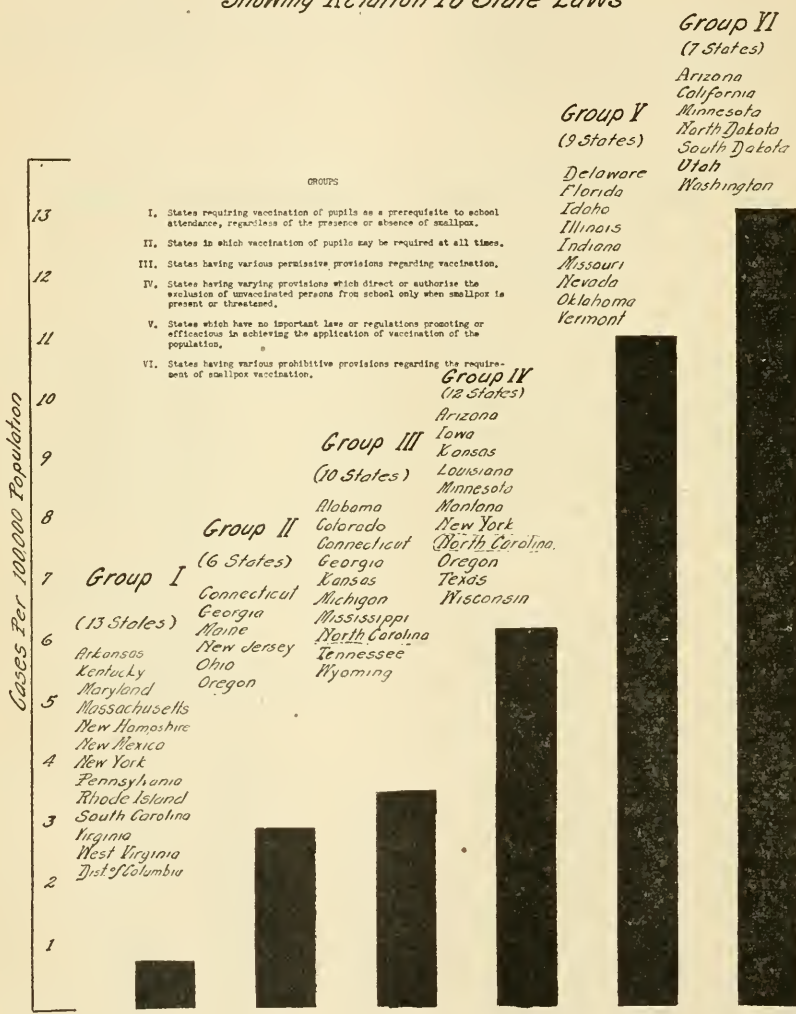 Showing Relation To State Laws
Group VI
(7 States)
Arizona
California
Minnesota
North Dakota
South Dakota
Utah
Washington
Group V
(9 States)
Delaware
Florida
Idaho
Illinois
Indiana
Missouri
Nevada
Oklahoma
Vermont
GROUPS
I. States requiring vaccination of pupils as a prerequisite to school
attendance, regardless of the presence or absence of smallpox.
II. States in which vaccination of pupils may be required at all times.
III. States having various permissive provisions regarding vaccination.
IV. States having varying provisions which direct or authorize the
exclusion of unvaccinated persons from school only when smallpox is
present or threatened.
V. States which have no important laws or regulations promoting or
efficacious in achieving the application of vaccination of the
population.
VI. States having various prohibitive provisions regarding the require-
ment of smallpox vaccination.
Group IV
(12 States)
Arizona
Iowa
Kansas
Louisiana
Minnesota
Montana
New York
North Carolina
Oregon
Texas
Wisconsin
Group III
(10 States)
Alabama
Colorado
Connecticut
Georgia
Kansas
Michigan
Mississippi
North Carolina
Tennessee
Wyoming
Group II
(6 States)
Connecticut
Georgia
Maine
New Jersey
Ohio
Oregon
Group I
(13 States)
Arkansas
Kentucky
Maryland
Massachusetts
New Hampshire
New Mexico
New York
Pennsylvania
Rhode Island
South Carolina
Virginia
West Virginia
Dist of Columbia
Cases Per 100,000 Population
13
12
11
10
9
8
7
6
5
4
3
2
1